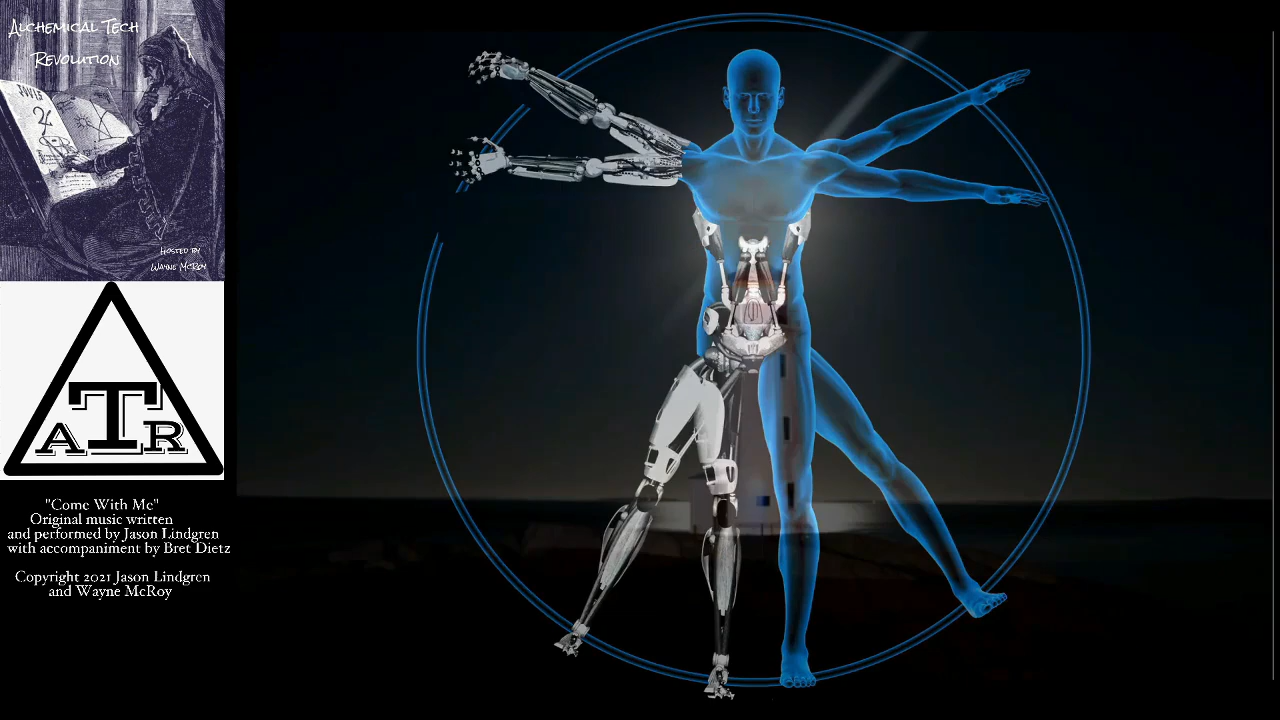 Alchemical Tech
Revolution
Hosted by
Wayne McRoy
ATR
"Come With Me"
Original music written
and performed by Jason Lindgren
with accompaniment by Bret Dietz
Copyright 2021 Jason Lindgren
and Wayne McRoy